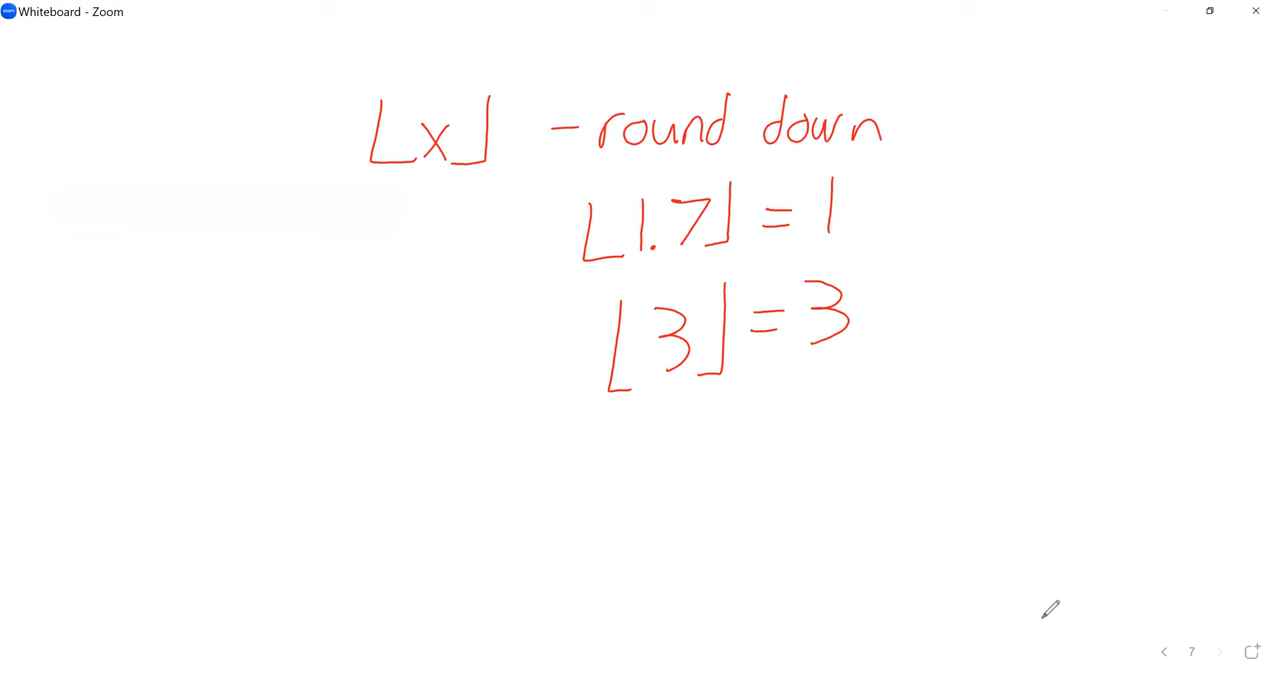 Whiteboard - Zoom
⌊x⌋ - round down
⌊1.7⌋ = 1
⌊3⌋ = 3
7